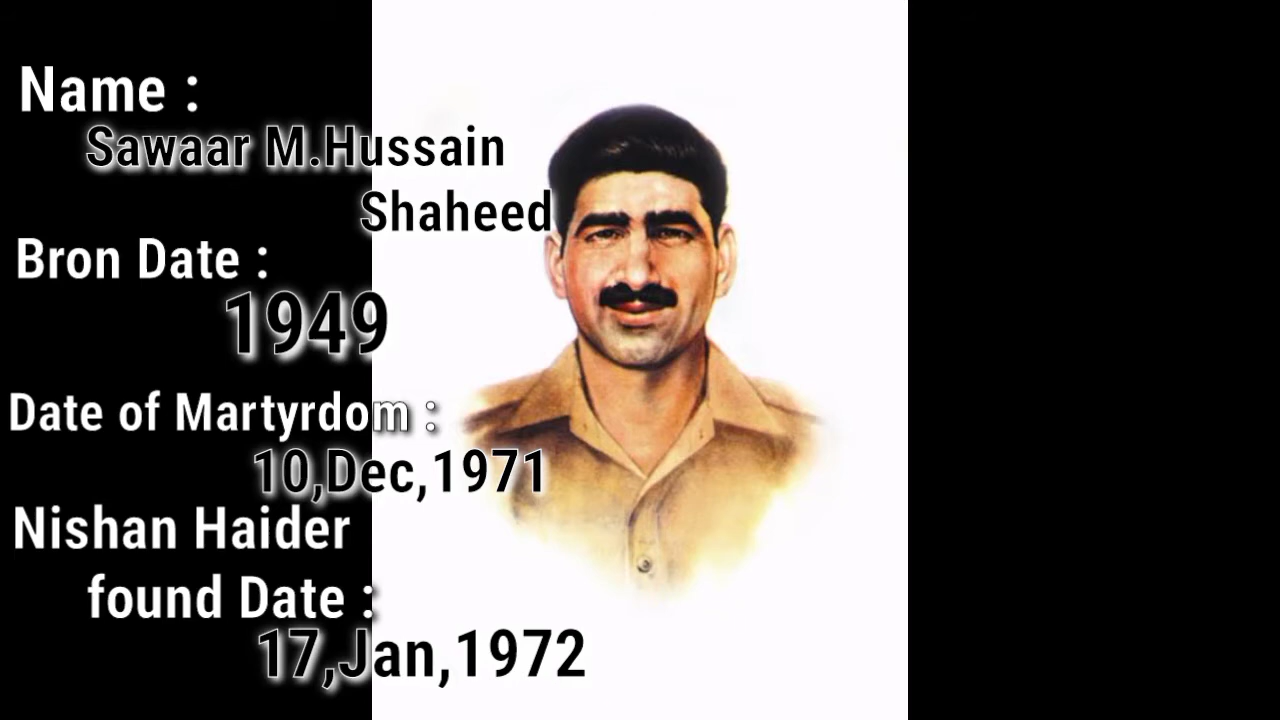 Name :
Sawaar M.Hussain
Shaheed
Bron Date :
1949
Date of Martyrdom :
10,Dec,1971
Nishan Haider
found Date :
17,Jan,1972